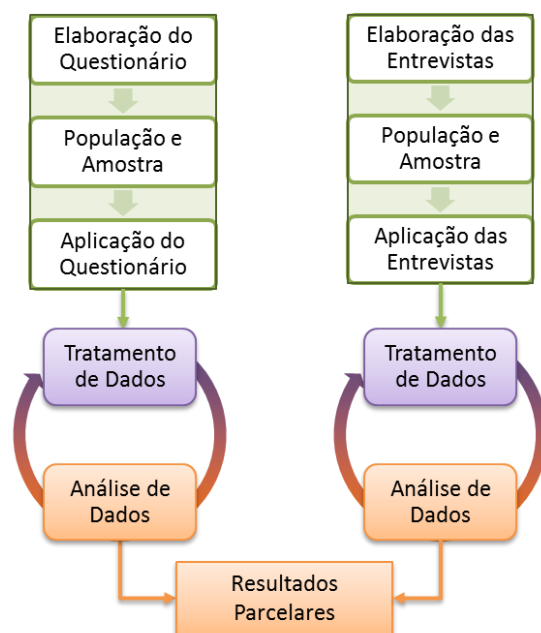 Elaboração do
Questionário
População e
Amostra
Aplicação do
Questionário
Tratamento
de Dados
Análise de
Dados
Elaboração das
Entrevistas
População e
Amostra
Aplicação das
Entrevistas
Tratamento
de Dados
Análise de
Dados
Resultados
Parcelares